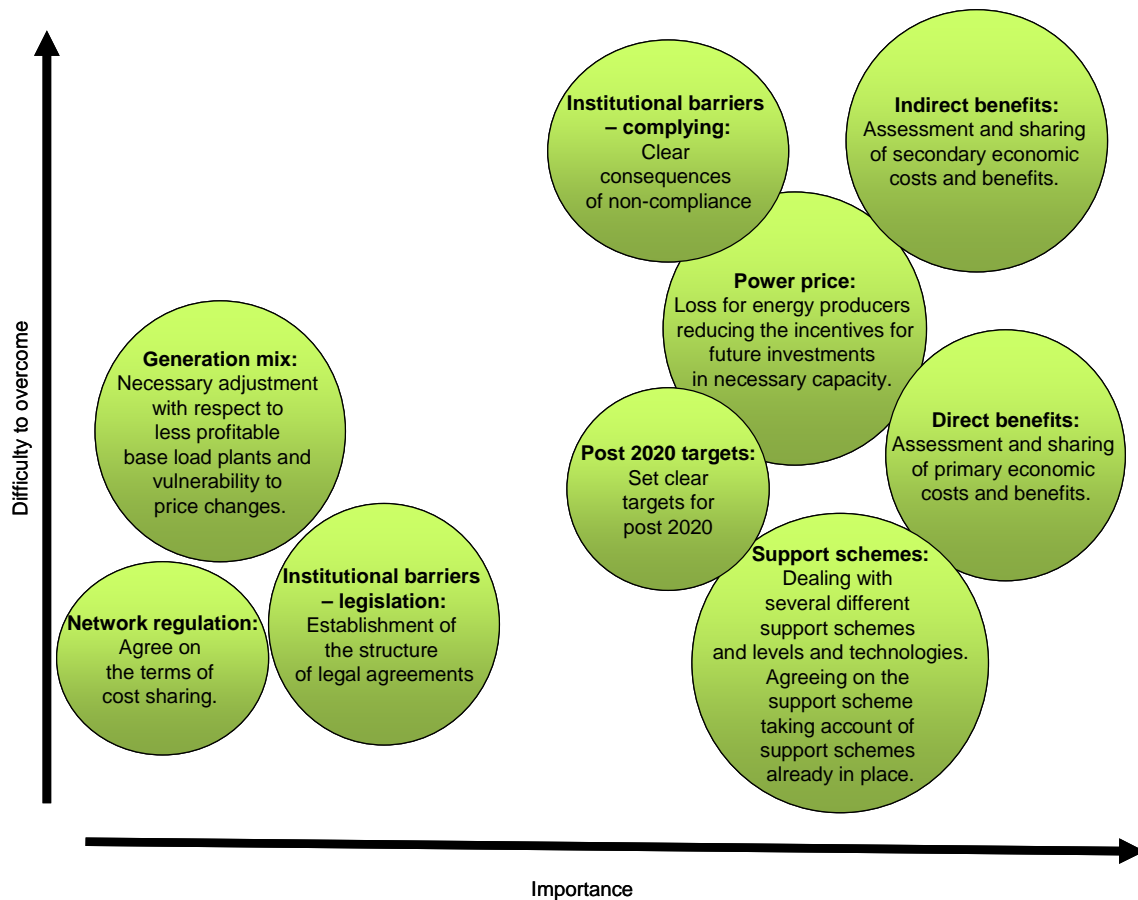 Difficulty to overcome
Institutional barriers
– complying:
Clear
consequences
of non-compliance
Indirect benefits:
Assessment and sharing
of secondary economic
costs and benefits.
Power price:
Loss for energy producers
reducing the incentives for
future investments
in necessary capacity.
Generation mix:
Necessary adjustment
with respect to
less profitable
base load plants and
vulnerability to
price changes.
Direct benefits:
Assessment and sharing
of primary economic
costs and benefits.
Post 2020 targets:
Set clear
targets for
post 2020
Institutional barriers
– legislation:
Establishment of
the structure
of legal agreements
Network regulation:
Agree on
the terms of
cost sharing.
Support schemes:
Dealing with
several different
support schemes
and levels and technologies.
Agreeing on the
support scheme
taking account of
support schemes
already in place.
Importance